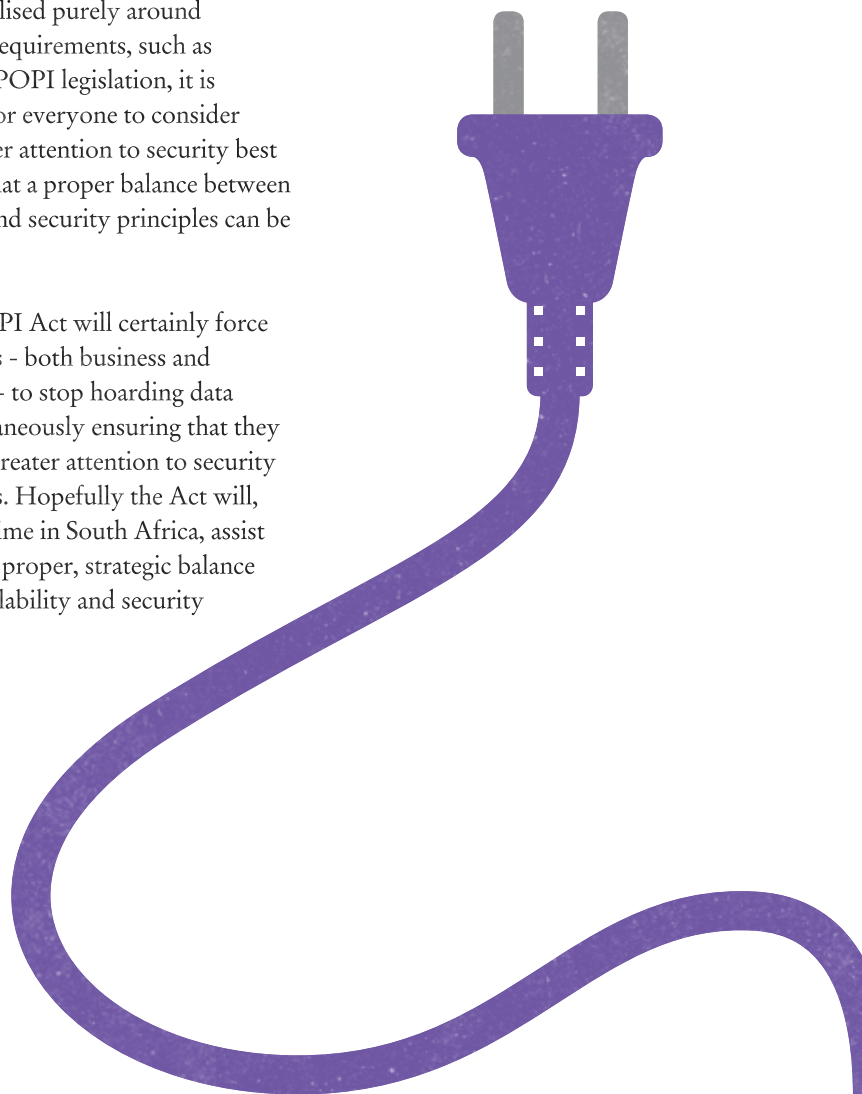 lised purely around
equirements, such as
POPI legislation, it is
or everyone to consider
er attention to security best
at a proper balance between
nd security principles can be
PI Act will certainly force
s - both business and
- to stop hoarding data
aneously ensuring that they
reater attention to security
s. Hopefully the Act will,
ime in South Africa, assist
proper, strategic balance
lability and security